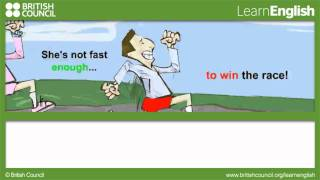 BRITISH
COUNCIL
LearnEnglish
She's not fast
enough...
to win the race!
© British Council
www.britishcouncil.org/learnenglish